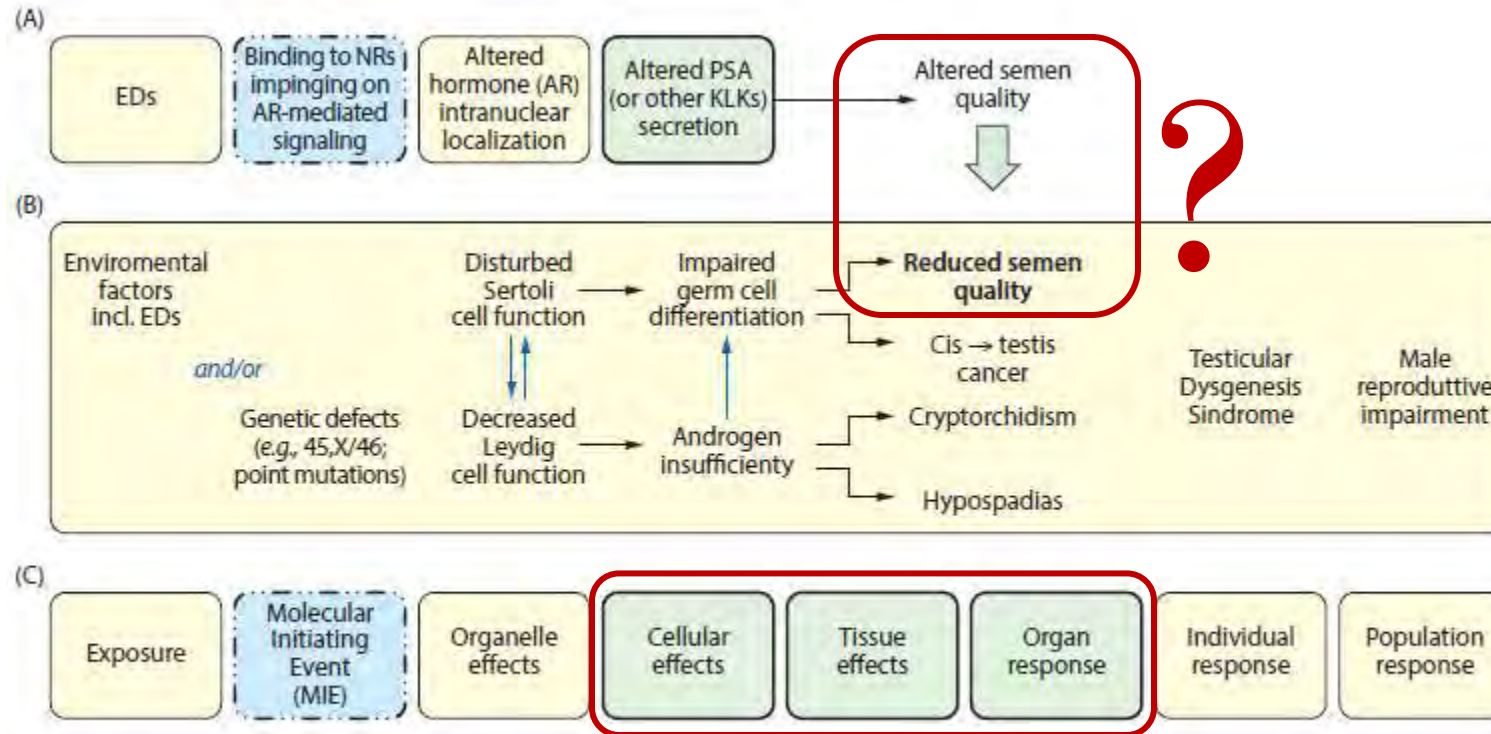 (A)
EDs
Binding to NRs
impinging on
AR-mediated
signaling
Altered
hormone (AR)
intranuclear
localization
Altered PSA
(or other KLKs)
secretion
Altered semen
quality
?
(B)
Enviromental
factors
incl. EDs
and/or
Genetic defects
(e.g., 45,X/46;
point mutations)
Disturbed
Sertoli
cell function
Decreased
Leydig
cell function
Impaired
germ cell
differentiation
Androgen
insufficienty
Reduced semen
quality
Cis → testis
cancer
Cryptorchidism
Hypospadias
Testicular
Dysgenesis
Sindrome
Male
reproduttive
impairment
(C)
Exposure
Molecular
Initiating
Event
(MIE)
Organelle
effects
Cellular
effects
Tissue
effects
Organ
response
Individual
response
Population
response